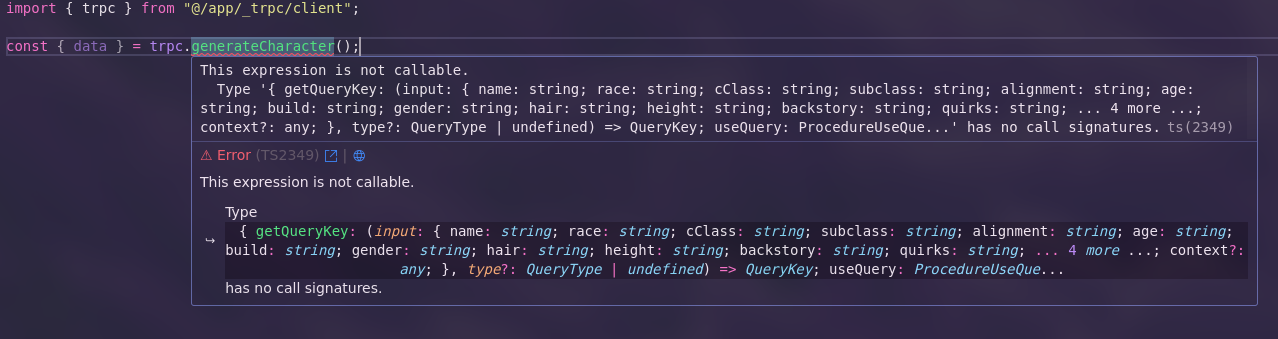 import { trpc } from "@/app/_trpc/client";
const { data } = trpc.generateCharacter();
This expression is not callable.
Type '{ getQueryKey: (input: { name: string; race: string; cClass: string; subclass: string; alignment: string; age:
string; build: string; gender: string; hair: string; height: string; backstory: string; quirks: string; ... 4 more ...;
context?: any; }, type?: QueryType | undefined) => QueryKey; useQuery: ProcedureUseQue...' has no call signatures. ts(2349)
⚠ Error (TS2349) |
This expression is not callable.
Type
{ getQueryKey: (input: { name: string; race: string; cClass: string; subclass: string; alignment: string; age: string;
build: string; gender: string; hair: string; height: string; backstory: string; quirks: string; ... 4 more ...; context?:
any; }, type?: QueryType | undefined) => QueryKey; useQuery: ProcedureUseQue...
has no call signatures.